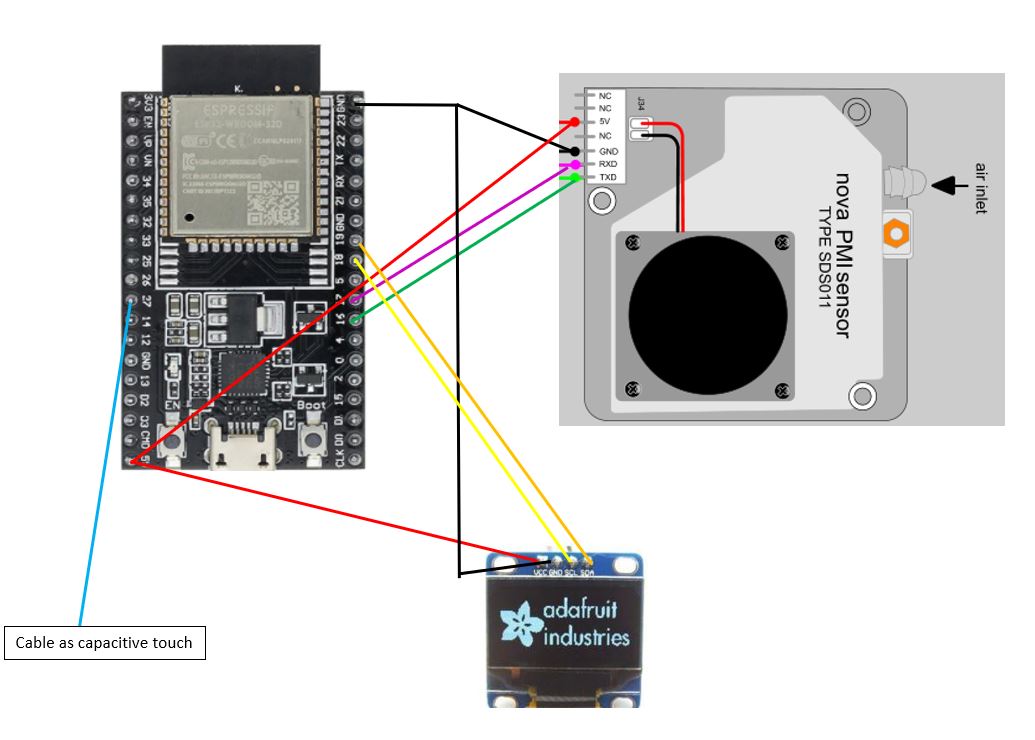 K.
ESPRESSIF
ESP32-WROOM-32D
WiFi
CE
3V3
EN
VP
VN
34
35
32
33
25
26
27
14
12
GND
13
D2
D3
CMD
5V
GND
23
22
TX
RX
21
GND
19
18
5
17
16
4
0
2
15
D1
D0
CLK
EN
Boot
NC
NC
5V
NC
GND
RXD
TXD
J34
nova PMI sensor
TYPE SDS011
air inlet
VCC GND SCL SDA
adafruit
industries
Cable as capacitive touch